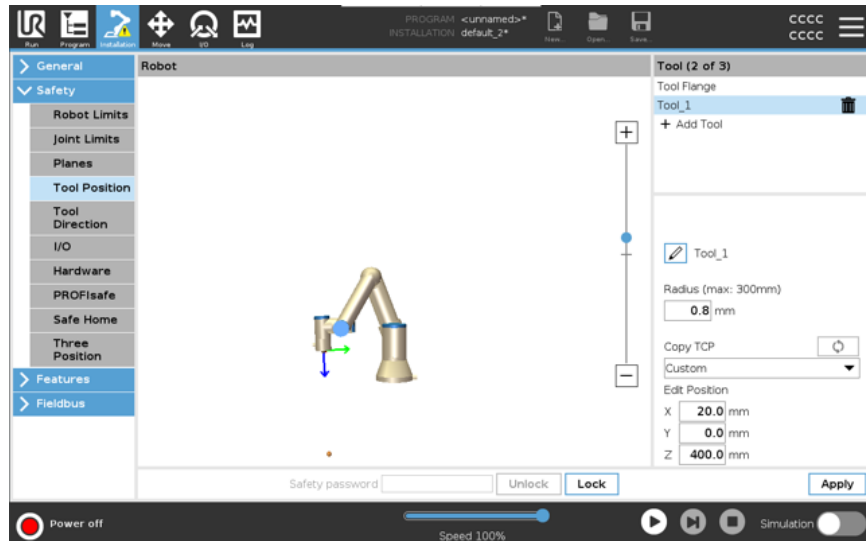 PROGRAM <unnamed>*
INSTALLATION default_2*
UR
Run
Program
Installation
Move
I/O
Log
New...
Open...
Save...
CCCC
CCCC
General
Safety
Robot Limits
Joint Limits
Planes
Tool Position
Tool
Direction
I/O
Hardware
PROFIsafe
Safe Home
Three
Position
Features
Fieldbus
Robot
Tool (2 of 3)
Tool Flange
Tool_1
+ Add Tool
Tool_1
Radius (max: 300mm)
0.8 mm
Copy TCP
Custom
Edit Position
X 20.0 mm
Y 0.0 mm
Z 400.0 mm
Safety password
Unlock
Lock
Apply
Power off
Speed 100%
Simulation